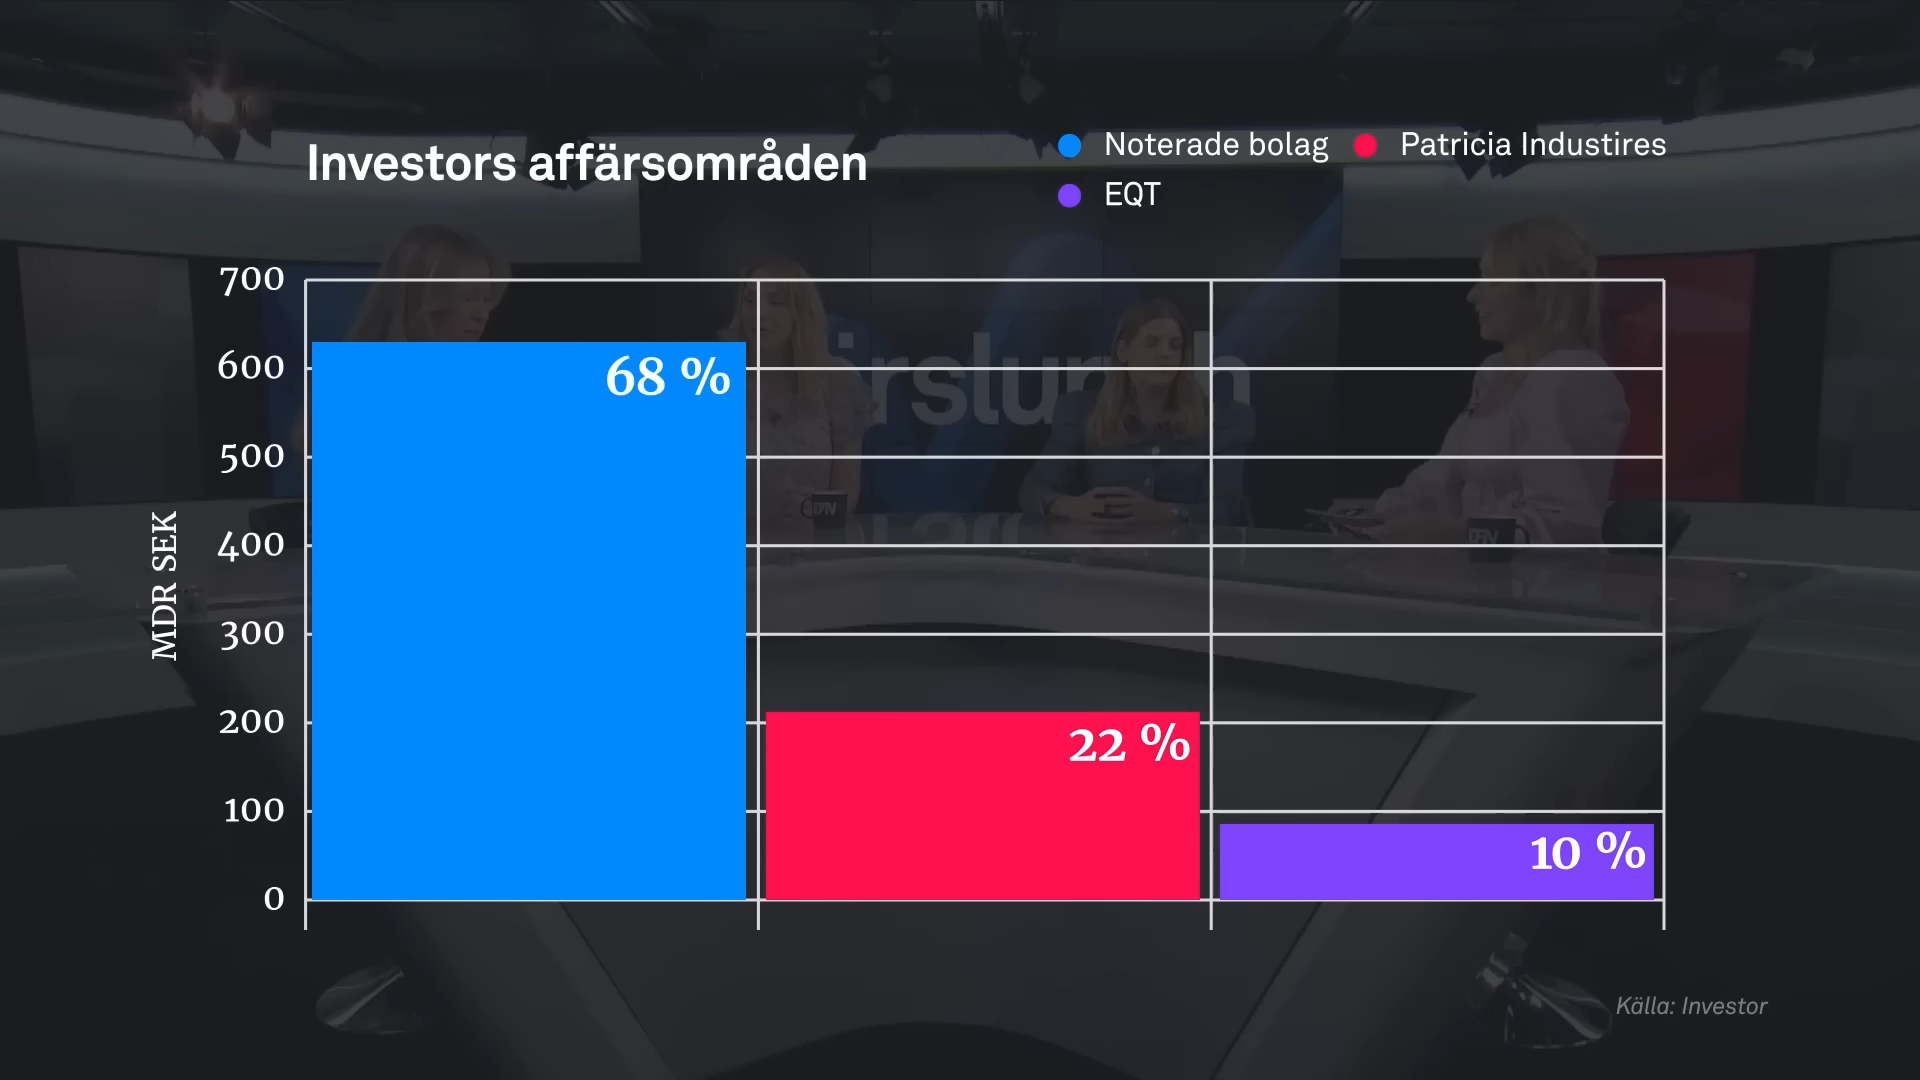 Investors affärsområden
Noterade bolag
Patricia Industires
EQT
700
600
500
400
300
200
100
0
MDR SEK
68 %
22 %
10 %
Källa: Investor